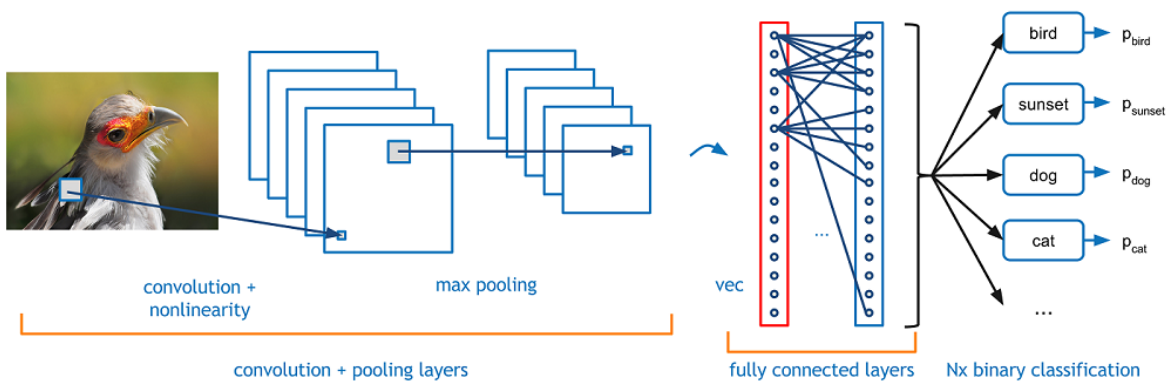 convolution +
nonlinearity
max pooling
convolution + pooling layers
vec
...
fully connected layers
bird
p_bird
sunset
p_sunset
dog
p_dog
cat
p_cat
...
Nx binary classification